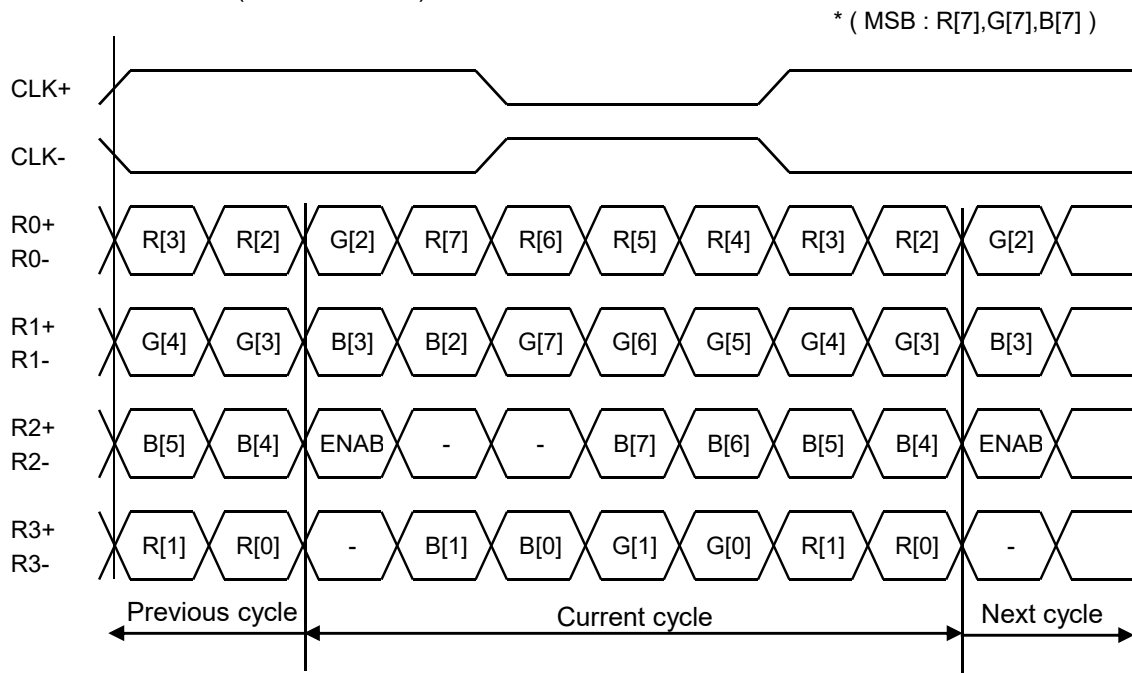 * ( MSB : R[7],G[7],B[7] )
CLK+
CLK-
R0+
R0-
R[3] R[2] G[2] R[7] R[6] R[5] R[4] R[3] R[2] G[2]
R1+
R1-
G[4] G[3] B[3] B[2] G[7] G[6] G[5] G[4] G[3] B[3]
R2+
R2-
B[5] B[4] ENAB - - B[7] B[6] B[5] B[4] ENAB
R3+
R3-
R[1] R[0] - B[1] B[0] G[1] G[0] R[1] R[0] -
Previous cycle Current cycle Next cycle